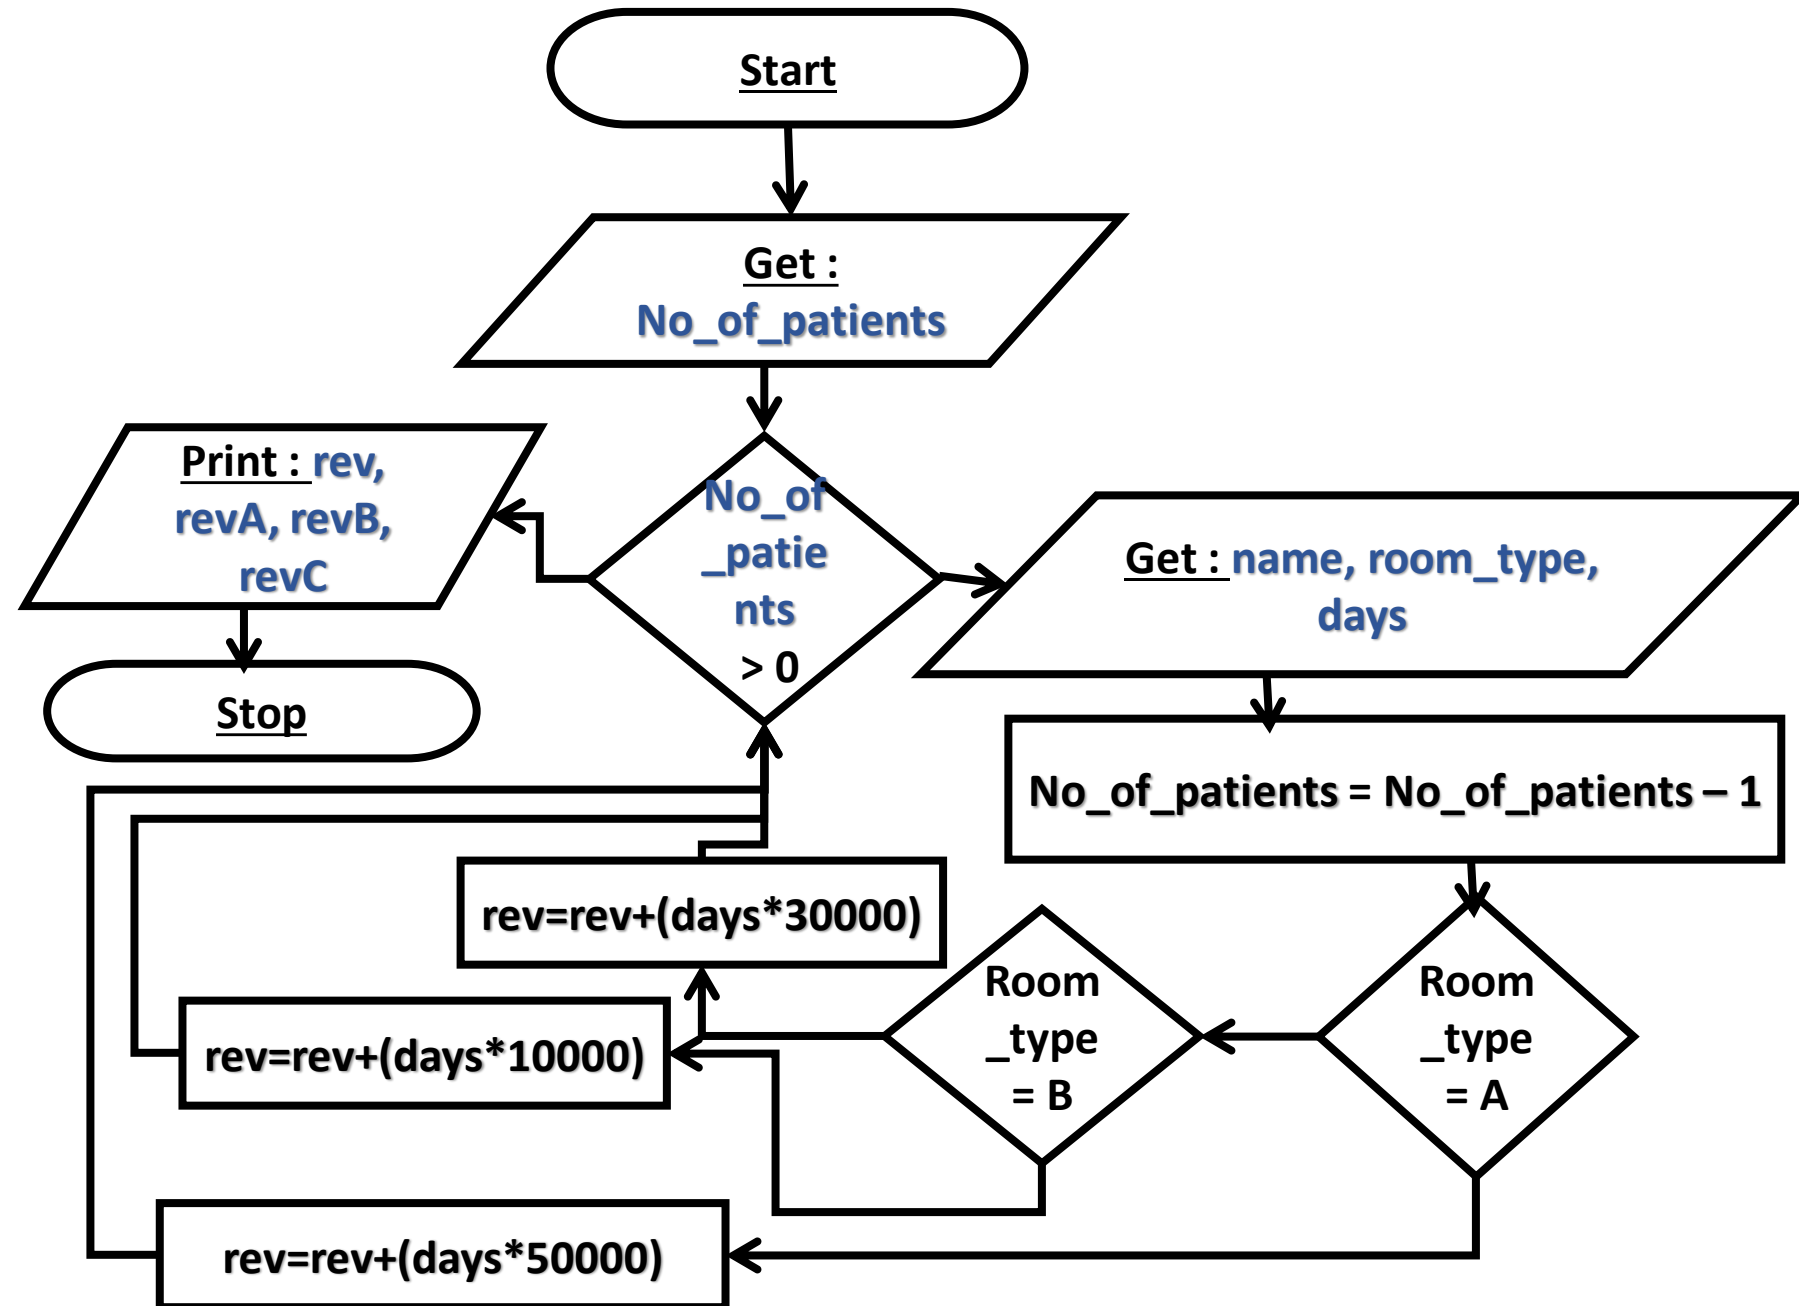 Start
Get :
No_of_patients
Print : rev,
revA, revB,
revC
No_of
_patie
nts
> 0
Get : name, room_type,
days
Stop
No_of_patients = No_of_patients – 1
rev=rev+(days*30000)
Room
_type
= B
Room
_type
= A
rev=rev+(days*10000)
rev=rev+(days*50000)